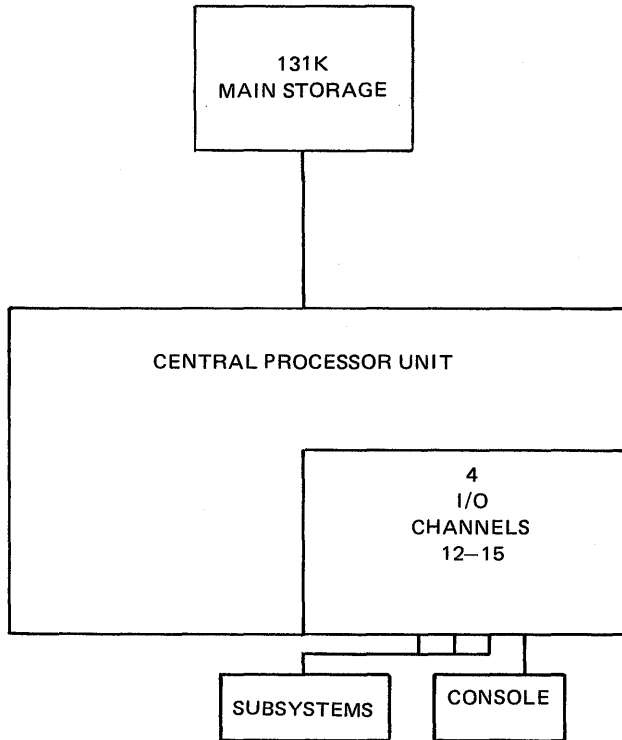 131K
MAIN STORAGE
CENTRAL PROCESSOR UNIT
4
I/O
CHANNELS
12–15
SUBSYSTEMS
CONSOLE